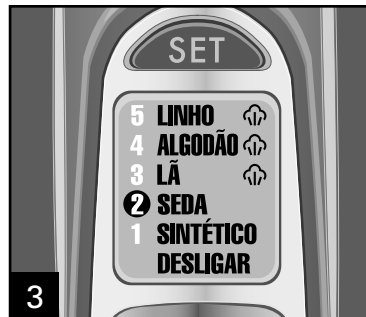 SET
5 LINHO
4 ALGODÃO
3 LÃ
2 SEDA
1 SINTÉTICO
DESLIGAR
3